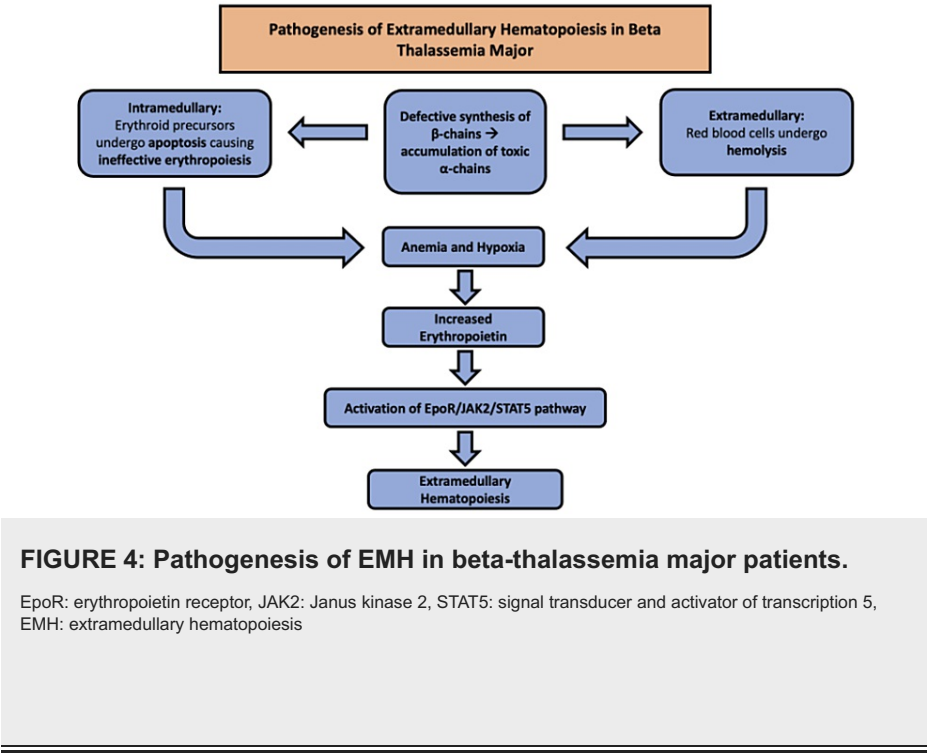 Pathogenesis of Extramedullary Hematopoiesis in Beta
Thalassemia Major
Intramedullary:
Erythroid precursors
undergo apoptosis causing
ineffective erythropoiesis
Defective synthesis of
β-chains →
accumulation of toxic
α-chains
Extramedullary:
Red blood cells undergo
hemolysis
Anemia and Hypoxia
Increased
Erythropoietin
Activation of EpoR/JAK2/STAT5 pathway
Extramedullary
Hematopoiesis
FIGURE 4: Pathogenesis of EMH in beta-thalassemia major patients.
EpoR: erythropoietin receptor, JAK2: Janus kinase 2, STAT5: signal transducer and activator of transcription 5,
EMH: extramedullary hematopoiesis